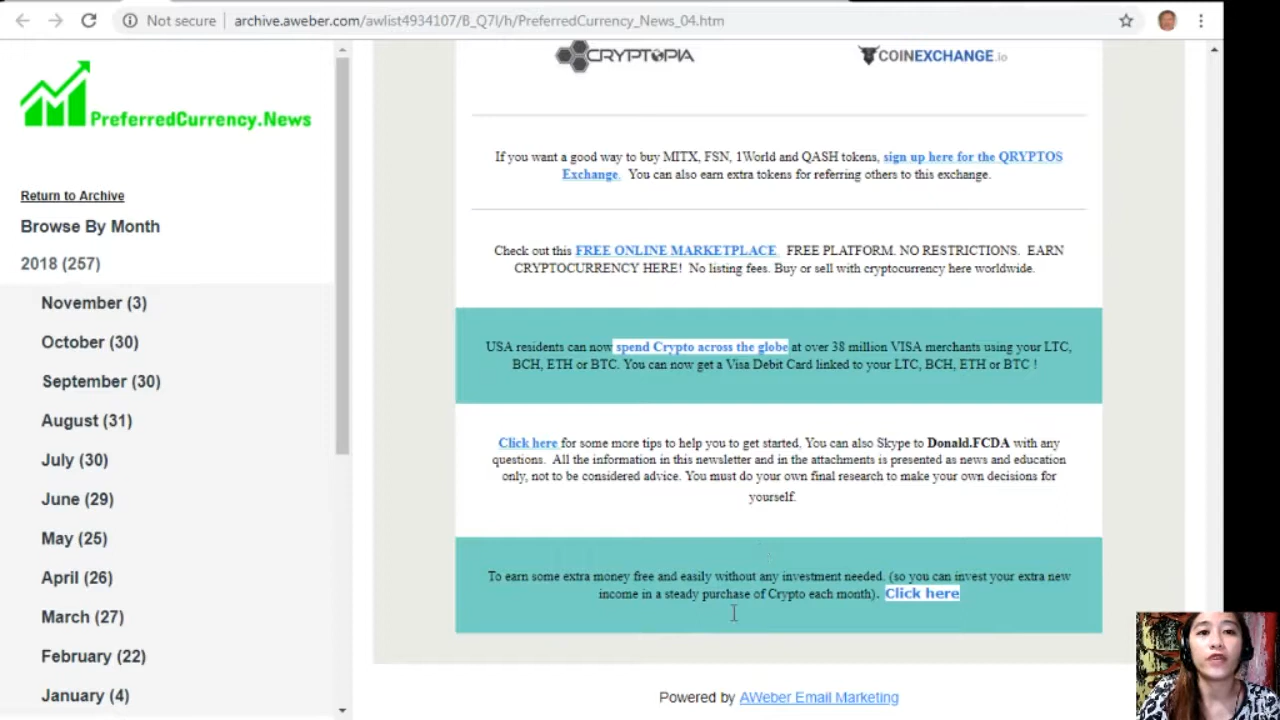 Not secure | archive.aweber.com/awlist4934107/B_Q7l/h/PreferredCurrency_News_04.htm
PreferredCurrency.News
Return to Archive
Browse By Month
2018 (257)
November (3)
October (30)
September (30)
August (31)
July (30)
June (29)
May (25)
April (26)
March (27)
February (22)
January (4)
CRYPTOPIA
COINEXCHANGE.io
If you want a good way to buy MITX, FSN, 1World and QASH tokens, sign up here for the QRYPTOS
Exchange. You can also earn extra tokens for referring others to this exchange.
Check out this FREE ONLINE MARKETPLACE. FREE PLATFORM. NO RESTRICTIONS. EARN
CRYPTOCURRENCY HERE! No listing fees. Buy or sell with cryptocurrency here worldwide.
USA residents can now spend Crypto across the globe at over 38 million VISA merchants using your LTC,
BCH, ETH or BTC. You can now get a Visa Debit Card linked to your LTC, BCH, ETH or BTC !
Click here for some more tips to help you to get started. You can also Skype to Donald.FCDA with any
questions. All the information in this newsletter and in the attachments is presented as news and education
only, not to be considered advice. You must do your own final research to make your own decisions for
yourself.
To earn some extra money free and easily without any investment needed. (so you can invest your extra new
income in a steady purchase of Crypto each month). Click here
Powered by AWeber Email Marketing